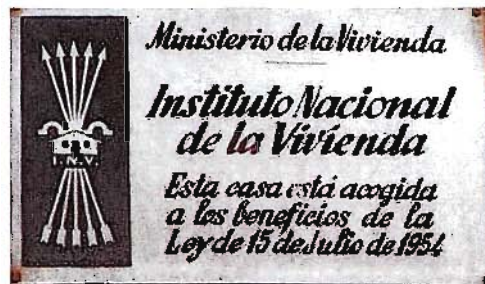 Ministerio de la Vivienda
Instituto Nacional
de la Vivienda
I.N.V.
Esta casa está acogida
a los beneficios de la
Ley de 15 de Julio de 1954